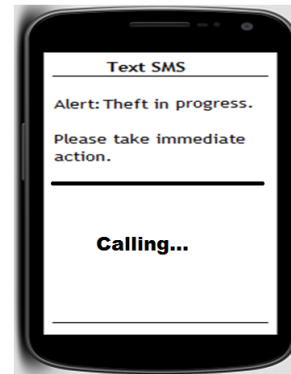 Text SMS
Alert: Theft in progress.
Please take immediate
action.
Calling...